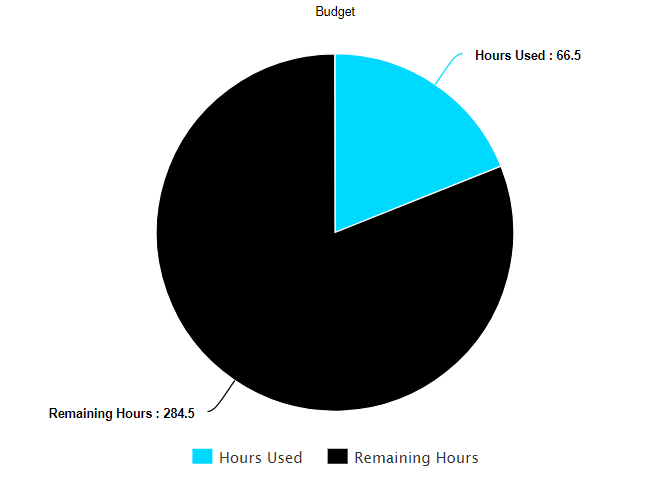 Budget
Hours Used : 66.5
Remaining Hours : 284.5
Hours Used
Remaining Hours